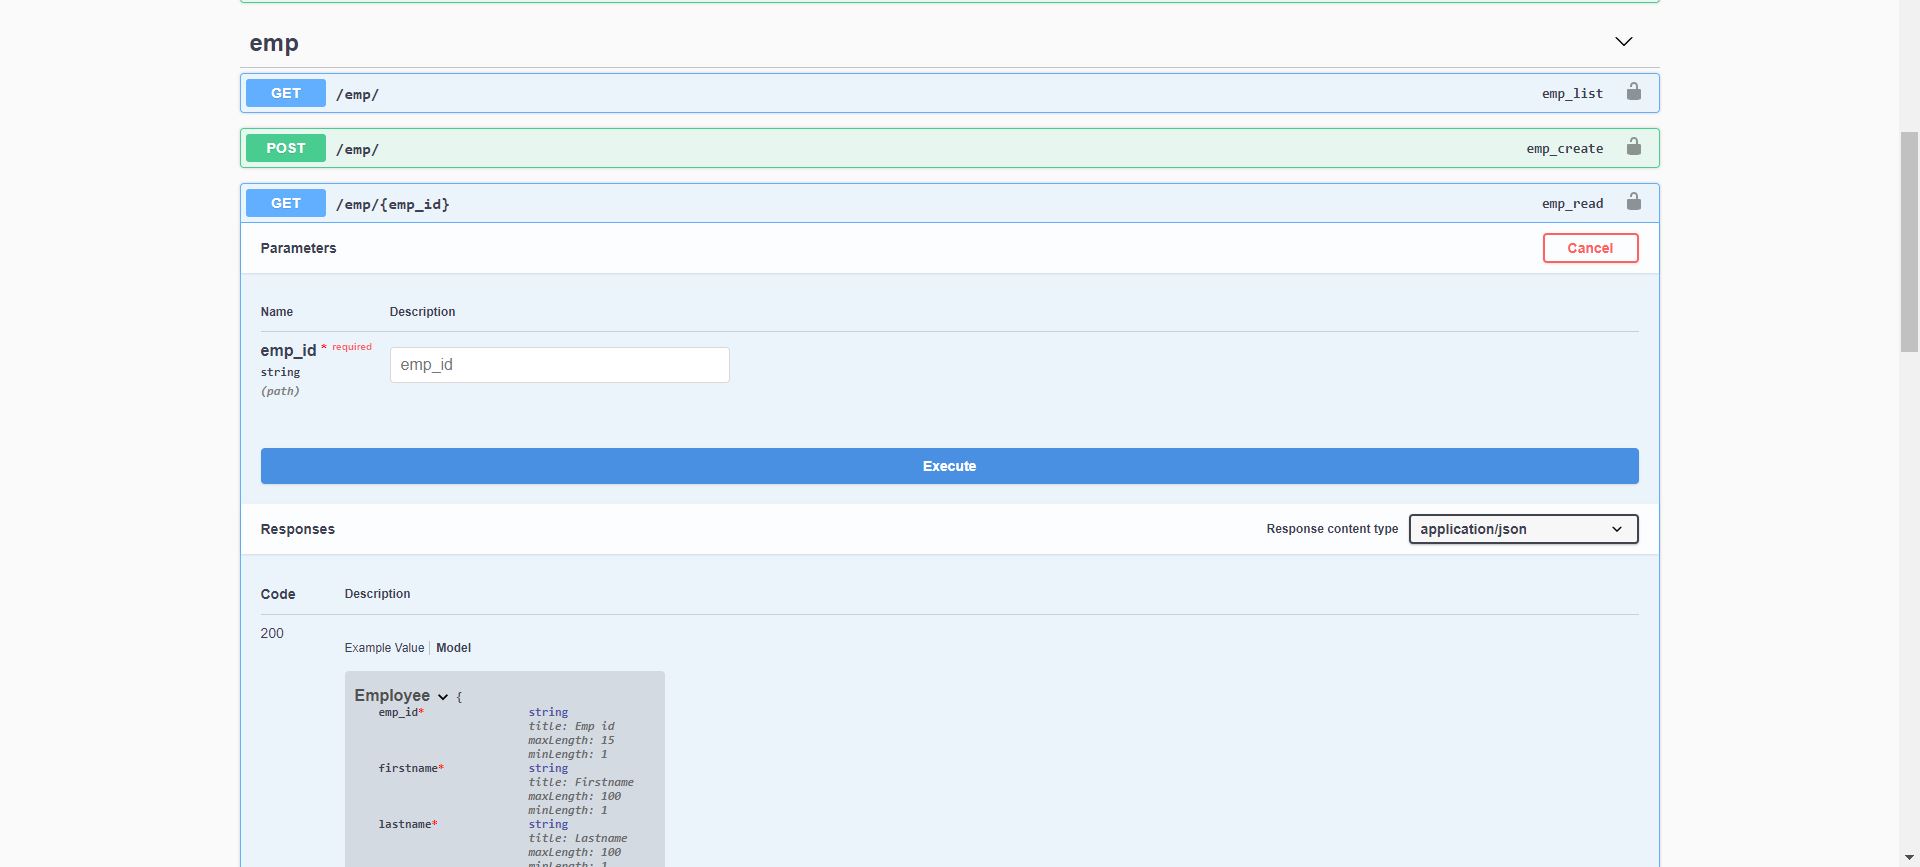 emp
GET /emp/ emp_list
POST /emp/ emp_create
GET /emp/{emp_id} emp_read
Parameters Cancel
Name Description
emp_id * required
string
(path)
emp_id
Execute
Responses Response content type application/json
Code Description
200
Example Value Model
Employee {
emp_id* string
title: Emp id
maxLength: 15
minLength: 1
firstname* string
title: Firstname
maxLength: 100
minLength: 1
lastname* string
title: Lastname
maxLength: 100
minLength: 1